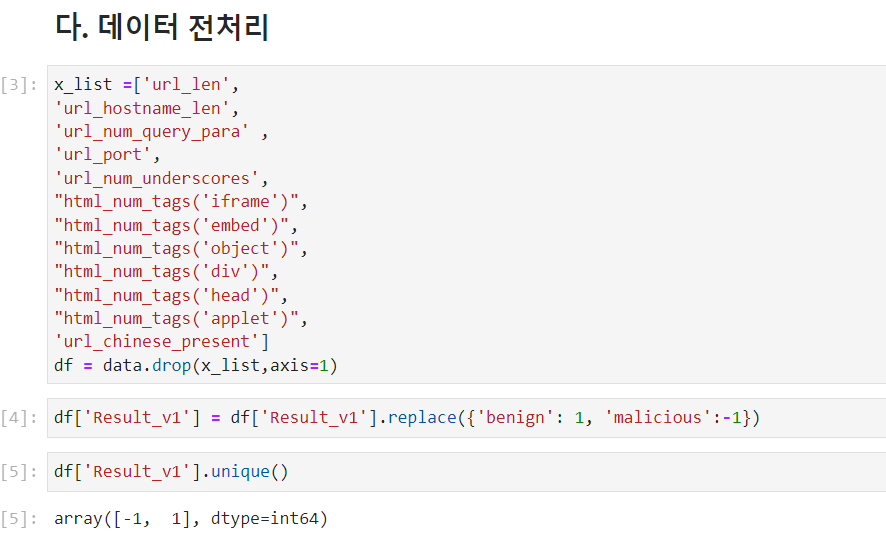 다. 데이터 전처리
[3]: x_list =['url_len',
'url_hostname_len',
'url_num_query_para' ,
'url_port',
'url_num_underscores',
"html_num_tags('iframe')",
"html_num_tags('embed')",
"html_num_tags('object')",
"html_num_tags('div')",
"html_num_tags('head')",
"html_num_tags('applet')",
'url_chinese_present']
df = data.drop(x_list,axis=1)
[4]: df['Result_v1'] = df['Result_v1'].replace({'benign': 1, 'malicious':-1})
[5]: df['Result_v1'].unique()
[5]: array([-1,  1], dtype=int64)